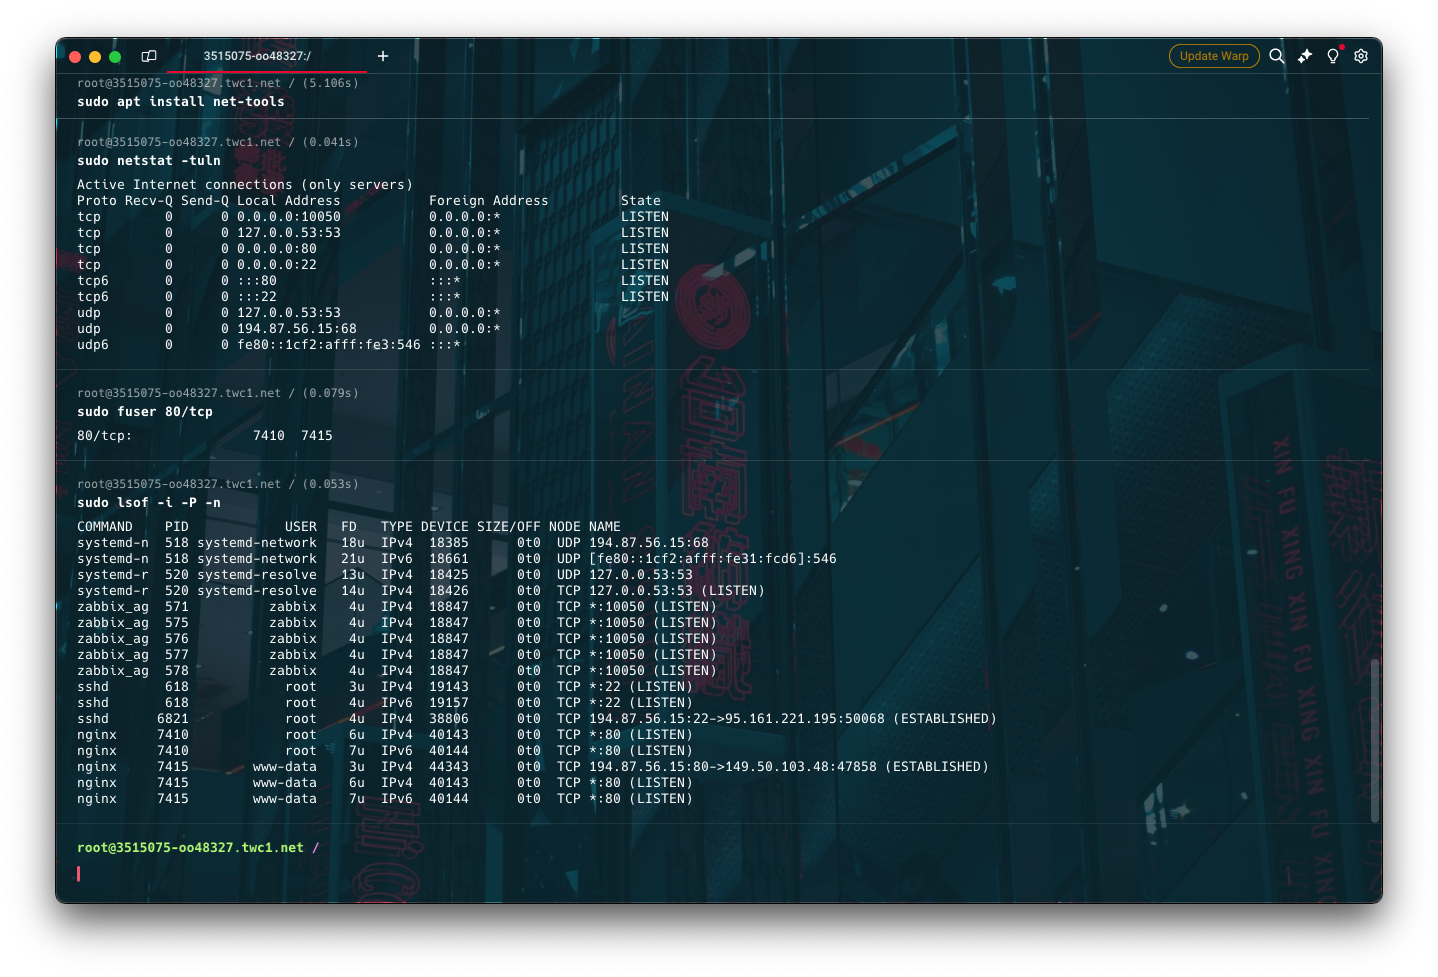 3515075-oo48327:/
Update Warp
root@3515075-oo48327.twc1.net / (5.106s)
sudo apt install net-tools
root@3515075-oo48327.twc1.net / (0.041s)
sudo netstat -tuln
Active Internet connections (only servers)
Proto Recv-Q Send-Q Local Address           Foreign Address         State
tcp        0      0 0.0.0.0:10050           0.0.0.0:*               LISTEN
tcp        0      0 127.0.0.53:53           0.0.0.0:*               LISTEN
tcp        0      0 0.0.0.0:80              0.0.0.0:*               LISTEN
tcp        0      0 0.0.0.0:22              0.0.0.0:*               LISTEN
tcp6       0      0 :::80                   :::*                    LISTEN
tcp6       0      0 :::22                   :::*                    LISTEN
udp        0      0 127.0.0.53:53           0.0.0.0:*
udp        0      0 194.87.56.15:68         0.0.0.0:*
udp6       0      0 fe80::1cf2:afff:fe3:546 :::*
root@3515075-oo48327.twc1.net / (0.079s)
sudo fuser 80/tcp
80/tcp:               7410  7415
root@3515075-oo48327.twc1.net / (0.053s)
sudo lsof -i -P -n
COMMAND    PID            USER   FD   TYPE DEVICE SIZE/OFF NODE NAME
systemd-n  518 systemd-network   18u  IPv4  18385      0t0  UDP 194.87.56.15:68
systemd-n  518 systemd-network   21u  IPv6  18661      0t0  UDP [fe80::1cf2:afff:fe31:fcd6]:546
systemd-r  520 systemd-resolve   13u  IPv4  18425      0t0  UDP 127.0.0.53:53
systemd-r  520 systemd-resolve   14u  IPv4  18426      0t0  TCP 127.0.0.53:53 (LISTEN)
zabbix_ag  571          zabbix    4u  IPv4  18847      0t0  TCP *:10050 (LISTEN)
zabbix_ag  575          zabbix    4u  IPv4  18847      0t0  TCP *:10050 (LISTEN)
zabbix_ag  576          zabbix    4u  IPv4  18847      0t0  TCP *:10050 (LISTEN)
zabbix_ag  577          zabbix    4u  IPv4  18847      0t0  TCP *:10050 (LISTEN)
zabbix_ag  578          zabbix    4u  IPv4  18847      0t0  TCP *:10050 (LISTEN)
sshd       618            root    3u  IPv4  19143      0t0  TCP *:22 (LISTEN)
sshd       618            root    4u  IPv6  19157      0t0  TCP *:22 (LISTEN)
sshd      6821            root    4u  IPv4  38806      0t0  TCP 194.87.56.15:22->95.161.221.195:50068 (ESTABLISHED)
nginx     7410            root    6u  IPv4  40143      0t0  TCP *:80 (LISTEN)
nginx     7410            root    7u  IPv6  40144      0t0  TCP *:80 (LISTEN)
nginx     7415        www-data    3u  IPv4  44343      0t0  TCP 194.87.56.15:80->149.50.103.48:47858 (ESTABLISHED)
nginx     7415        www-data    6u  IPv4  40143      0t0  TCP *:80 (LISTEN)
nginx     7415        www-data    7u  IPv6  40144      0t0  TCP *:80 (LISTEN)
root@3515075-oo48327.twc1.net /
XIN FU XING XIN FU XING FU XING